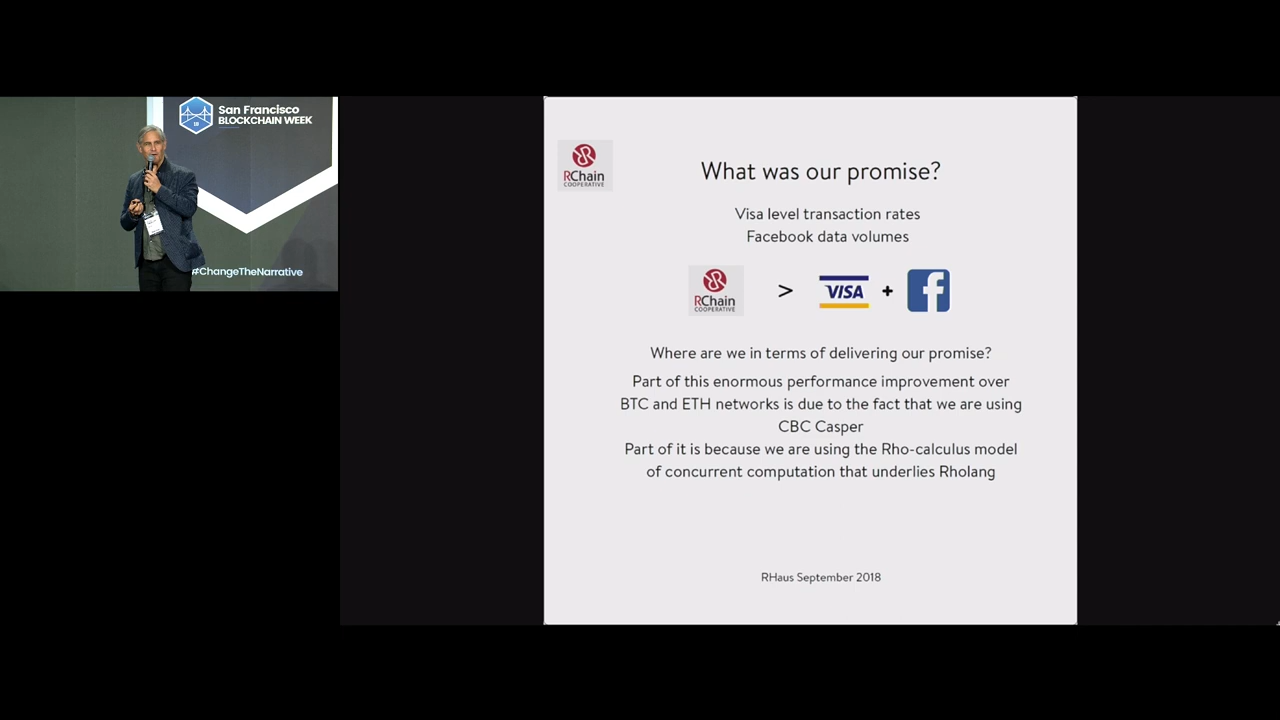 San Francisco
BLOCKCHAIN WEEK
#ChangeTheNarrative
RChain
COOPERATIVE
What was our promise?
Visa level transaction rates
Facebook data volumes
RChain
COOPERATIVE
>
VISA
+
f
Where are we in terms of delivering our promise?
Part of this enormous performance improvement over
BTC and ETH networks is due to the fact that we are using
CBC Casper
Part of it is because we are using the Rho-calculus model
of concurrent computation that underlies Rholang
RHaus September 2018